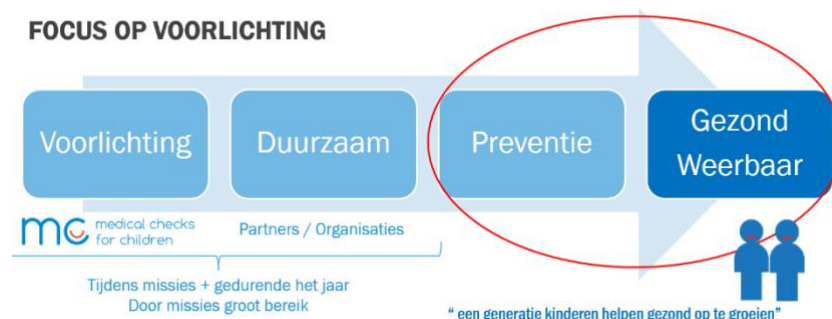 FOCUS OP VOORLICHTING
Voorlichting
Duurzaam
Preventie
Gezond
Weerbaar
mc medical checks
for children
Partners / Organisaties
Tijdens missies + gedurende het jaar
Door missies groot bereik
“ een generatie kinderen helpen gezond op te groeien”